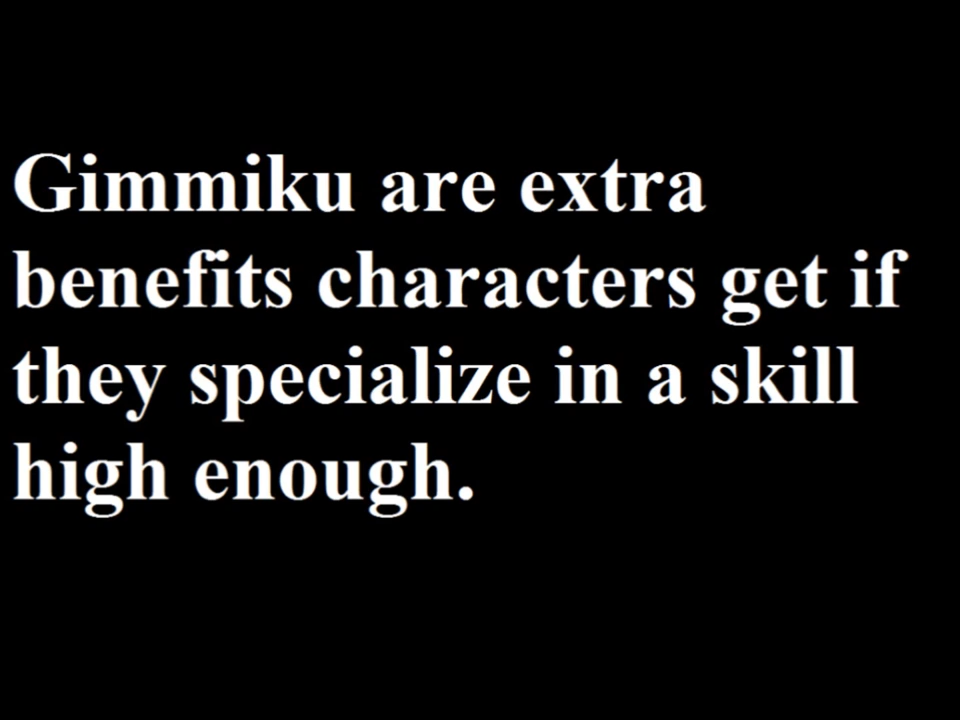 Gimmiku are extra
benefits characters get if
they specialize in a skill
high enough.